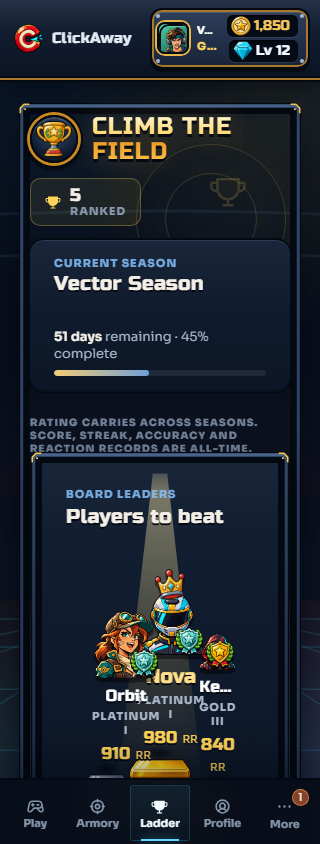 ClickAway
V...
G...
1,850
Lv 12
CLIMB THE
FIELD
5
RANKED
CURRENT SEASON
Vector Season
51 days remaining · 45%
complete
RATING CARRIES ACROSS SEASONS.
SCORE, STREAK, ACCURACY AND
REACTION RECORDS ARE ALL-TIME.
BOARD LEADERS
Players to beat
Nova
PLATINUM
I
980 RR
Orbit
PLATINUM
I
910 RR
Ke...
GOLD
III
840
RR
Play
Armory
Ladder
Profile
More
1